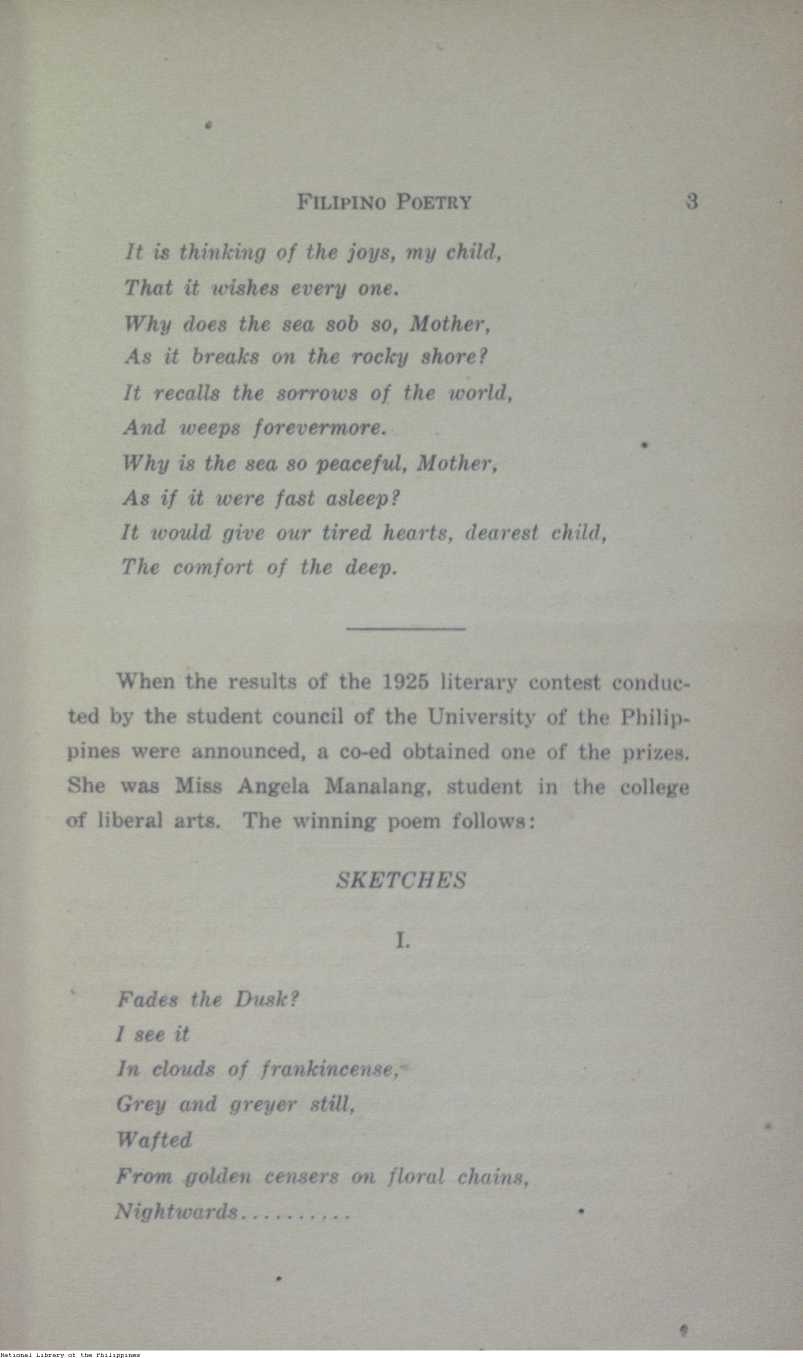 FILIPINO POETRY 3
It is thinking of the joys, my child,
That it wishes every one.
Why does the sea sob so, Mother,
As it breaks on the rocky shore?
It recalls the sorrows of the world,
And weeps forevermore.
Why is the sea so peaceful, Mother,
As if it were fast asleep?
It would give our tired hearts, dearest child,
The comfort of the deep.
When the results of the 1925 literary contest conduc-
ted by the student council of the University of the Philip-
pines were announced, a co-ed obtained one of the prizes.
She was Miss Angela Manalang, student in the college
of liberal arts. The winning poem follows:
SKETCHES
I.
Fades the Dusk?
I see it
In clouds of frankincense,
Grey and greyer still,
Wafted
From golden censers on floral chains,
Nightwards..........
National Library of the Philippines